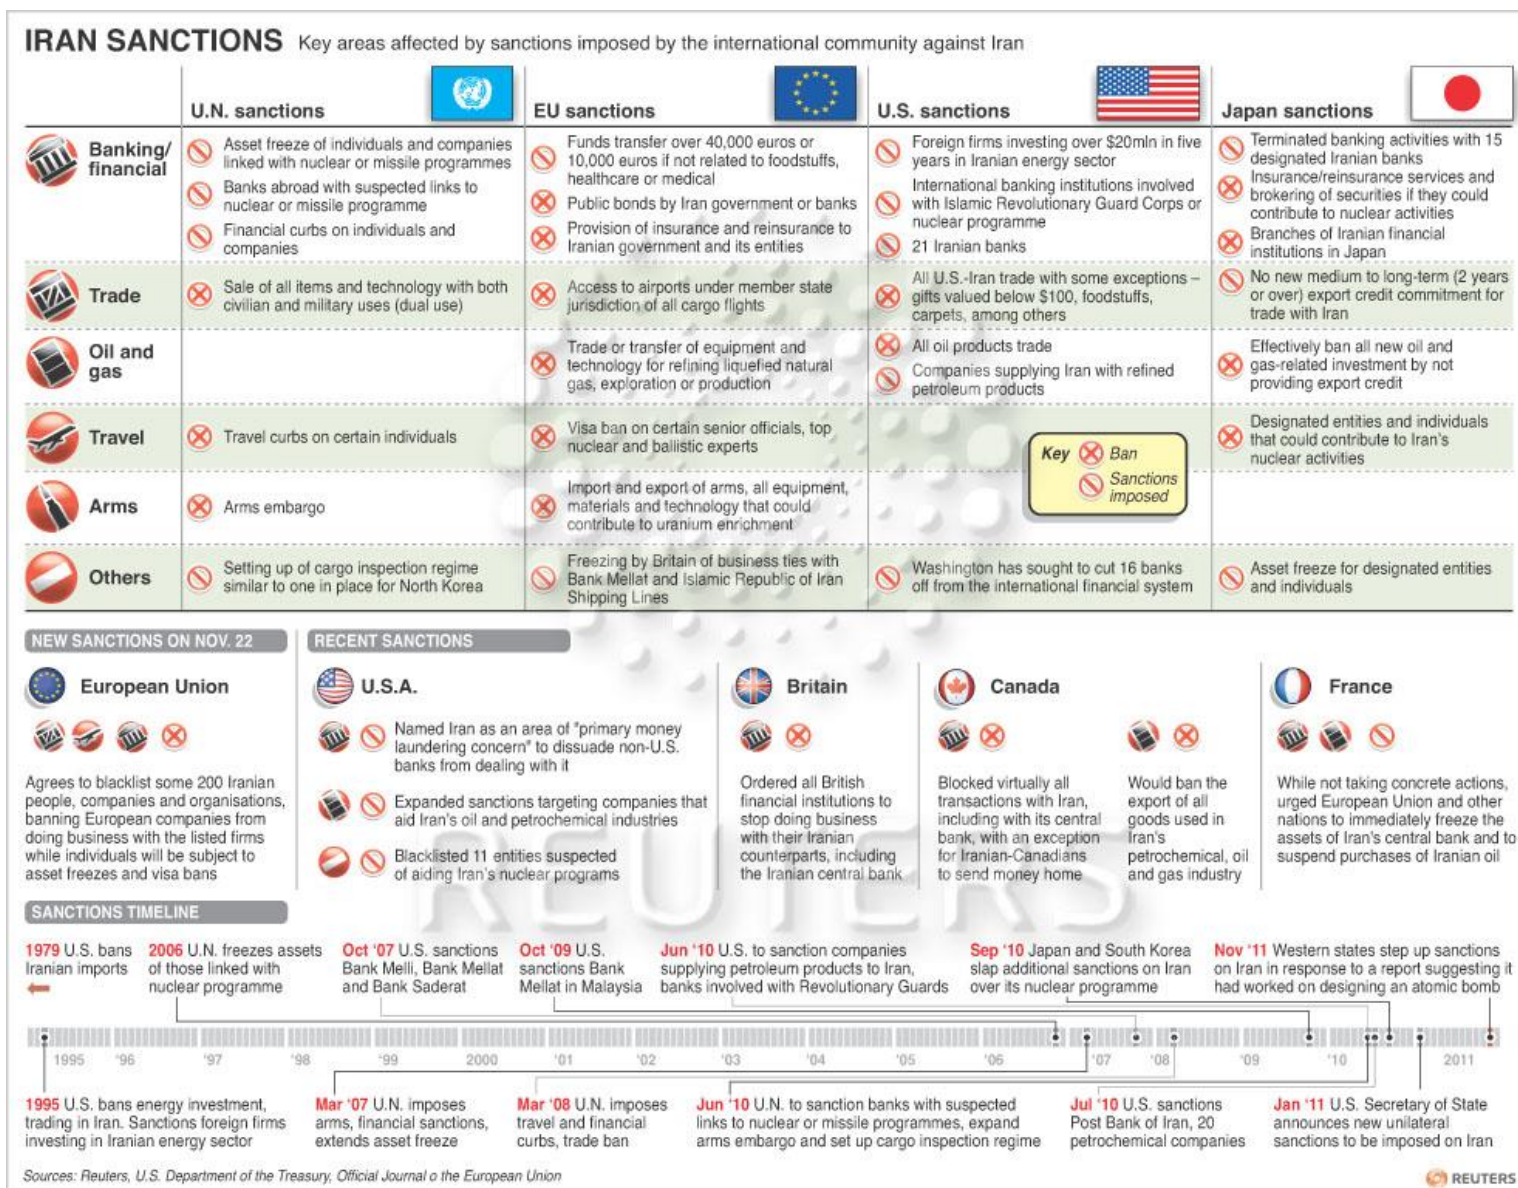 IRAN SANCTIONS Key areas affected by sanctions imposed by the international community against Iran
U.N. sanctions
EU sanctions
U.S. sanctions
Japan sanctions
Banking/
financial
Asset freeze of individuals and companies
linked with nuclear or missile programmes
Banks abroad with suspected links to
nuclear or missile programme
Financial curbs on individuals and
companies
Funds transfer over 40,000 euros or
10,000 euros if not related to foodstuffs,
healthcare or medical
Public bonds by Iran government or banks
Provision of insurance and reinsurance to
Iranian government and its entities
Foreign firms investing over $20mln in five
years in Iranian energy sector
International banking institutions involved
with Islamic Revolutionary Guard Corps or
nuclear programme
21 Iranian banks
Terminated banking activities with 15
designated Iranian banks
Insurance/reinsurance services and
brokering of securities if they could
contribute to nuclear activities
Branches of Iranian financial
institutions in Japan
Trade
Sale of all items and technology with both
civilian and military uses (dual use)
Access to airports under member state
jurisdiction of all cargo flights
All U.S.-Iran trade with some exceptions –
gifts valued below $100, foodstuffs,
carpets, among others
No new medium to long-term (2 years
or over) export credit commitment for
trade with Iran
Oil and
gas
Trade or transfer of equipment and
technology for refining liquefied natural
gas, exploration or production
All oil products trade
Companies supplying Iran with refined
petroleum products
Effectively ban all new oil and
gas-related investment by not
providing export credit
Travel
Travel curbs on certain individuals
Visa ban on certain senior officials, top
nuclear and ballistic experts
Designated entities and individuals
that could contribute to Iran's
nuclear activities
Key Ban
Sanctions
imposed
Arms
Arms embargo
Import and export of arms, all equipment,
materials and technology that could
contribute to uranium enrichment
Others
Setting up of cargo inspection regime
similar to one in place for North Korea
Freezing by Britain of business ties with
Bank Mellat and Islamic Republic of Iran
Shipping Lines
Washington has sought to cut 16 banks
off from the international financial system
Asset freeze for designated entities
and individuals
NEW SANCTIONS ON NOV. 22
European Union
Agrees to blacklist some 200 Iranian
people, companies and organisations,
banning European companies from
doing business with the listed firms
while individuals will be subject to
asset freezes and visa bans
RECENT SANCTIONS
U.S.A.
Named Iran as an area of "primary money
laundering concern" to dissuade non-U.S.
banks from dealing with it
Expanded sanctions targeting companies that
aid Iran's oil and petrochemical industries
Blacklisted 11 entities suspected
of aiding Iran's nuclear programs
Britain
Ordered all British
financial institutions to
stop doing business
with their Iranian
counterparts, including
the Iranian central bank
Canada
Blocked virtually all
transactions with Iran,
including with its central
bank, with an exception
for Iranian-Canadians
to send money home
Would ban the
export of all
goods used in
Iran's
petrochemical, oil
and gas industry
France
While not taking concrete actions,
urged European Union and other
nations to immediately freeze the
assets of Iran's central bank and to
suspend purchases of Iranian oil
REUTERS
SANCTIONS TIMELINE
1979 U.S. bans
Iranian imports
2006 U.N. freezes assets
of those linked with
nuclear programme
Oct '07 U.S. sanctions
Bank Melli, Bank Mellat
and Bank Saderat
Oct '09 U.S.
sanctions Bank
Mellat in Malaysia
Jun '10 U.S. to sanction companies
supplying petroleum products to Iran,
banks involved with Revolutionary Guards
Sep '10 Japan and South Korea
slap additional sanctions on Iran
over its nuclear programme
Nov '11 Western states step up sanctions
on Iran in response to a report suggesting it
had worked on designing an atomic bomb
1995 '96 '97 '98 '99 2000 '01 '02 '03 '04 '05 '06 '07 '08 '09 '10 2011
1995 U.S. bans energy investment,
trading in Iran. Sanctions foreign firms
investing in Iranian energy sector
Mar '07 U.N. imposes
arms, financial sanctions,
extends asset freeze
Mar '08 U.N. imposes
travel and financial
curbs, trade ban
Jun '10 U.N. to sanction banks with suspected
links to nuclear or missile programmes, expand
arms embargo and set up cargo inspection regime
Jul '10 U.S. sanctions
Post Bank of Iran, 20
petrochemical companies
Jan '11 U.S. Secretary of State
announces new unilateral
sanctions to be imposed on Iran
Sources: Reuters, U.S. Department of the Treasury, Official Journal o the European Union
REUTERS